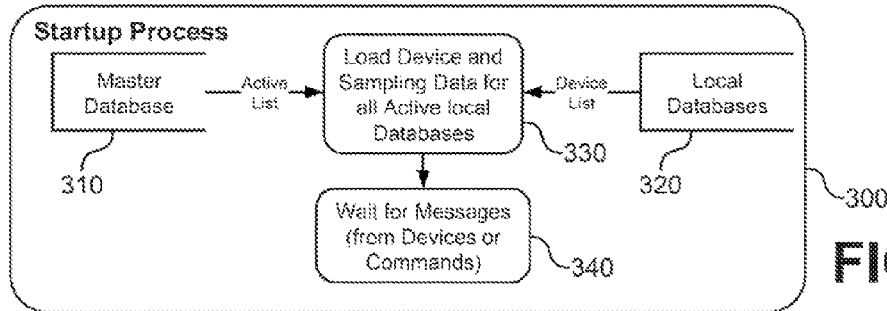 Startup Process
Master
Database
310
Active
List
Load Device and
Sampling Data for
all Active local
Databases
330
Device
List
Local
Databases
320
Wait for Messages
(from Devices or
Commands)
340
300
FIG